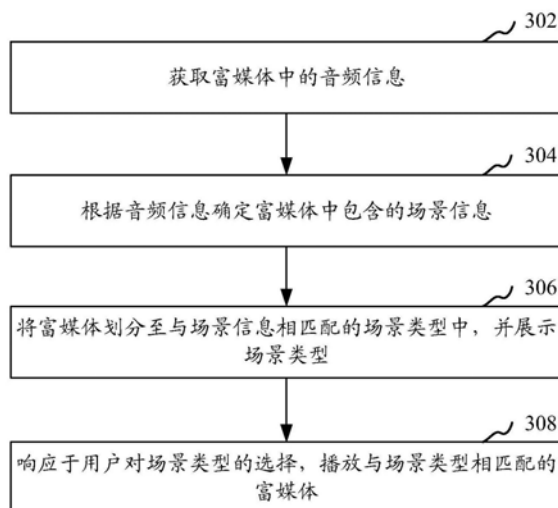 302
获取富媒体中的音频信息
304
根据音频信息确定富媒体中包含的场景信息
306
将富媒体划分至与场景信息相匹配的场景类型中，并展示
场景类型
308
响应于用户对场景类型的选择，播放与场景类型相匹配的
富媒体